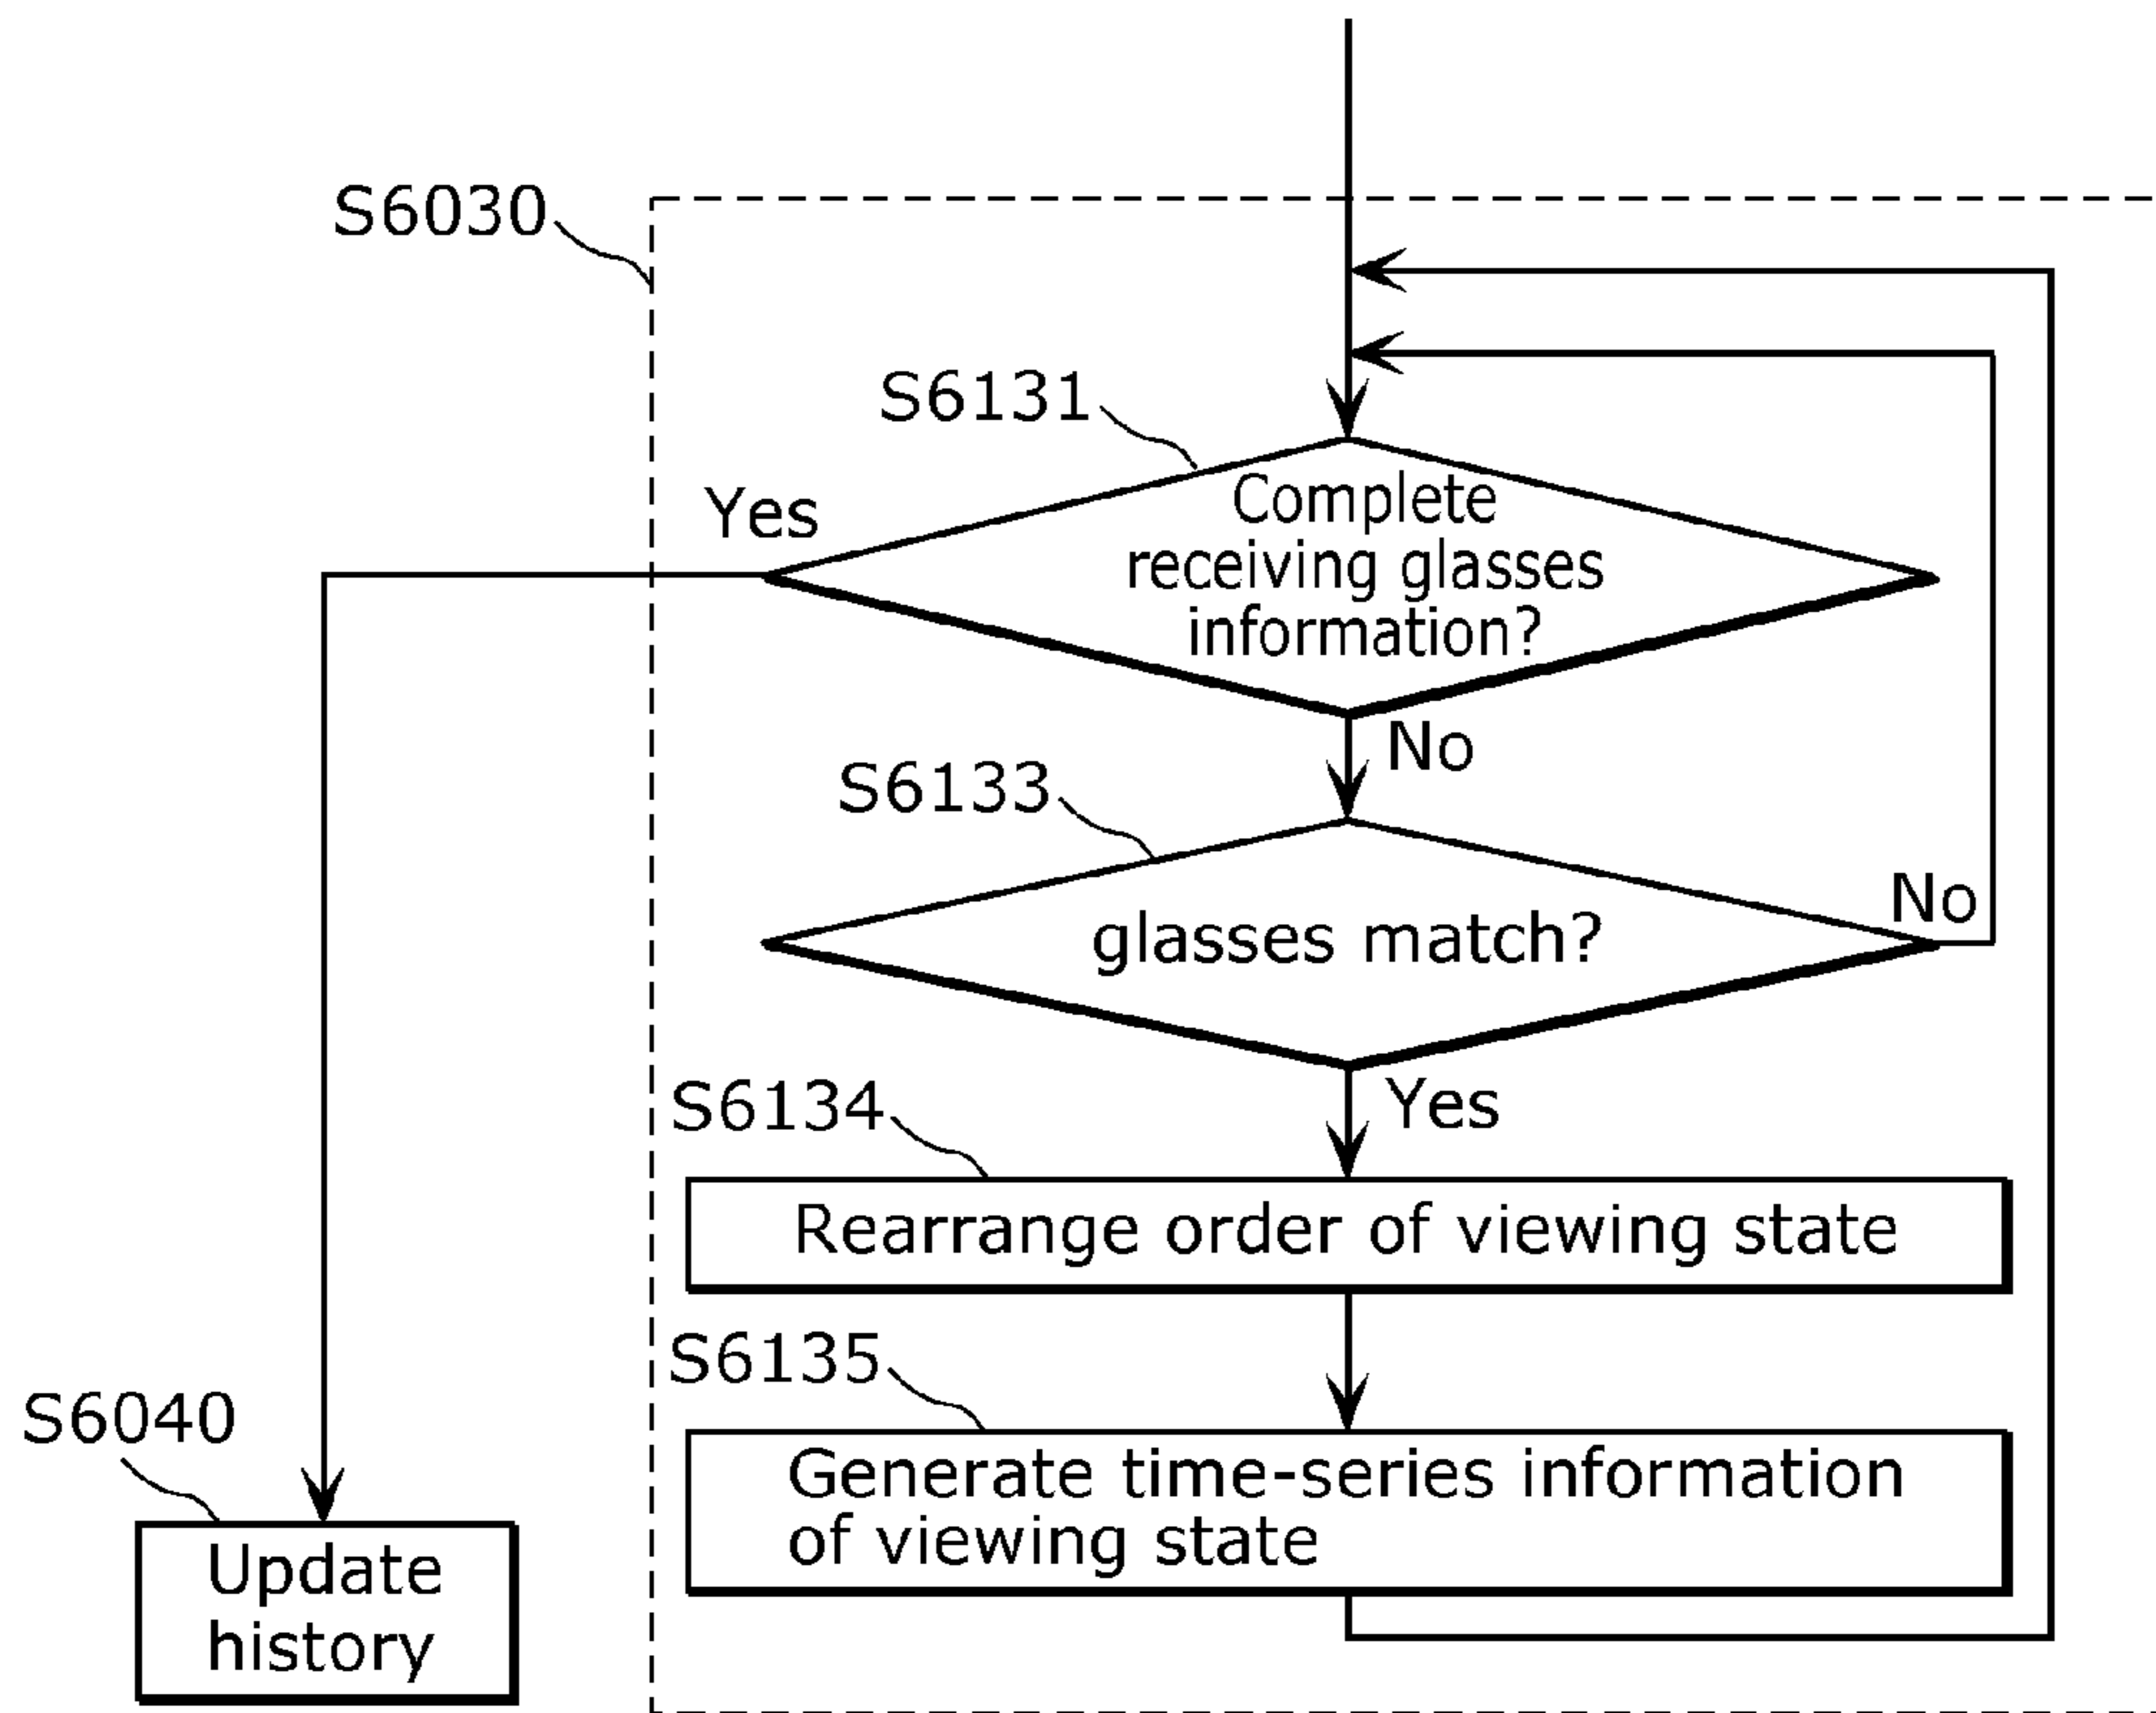 S6030
S6131
Yes
Complete
receiving glasses
information?
No
S6133
No
glasses match?
Yes
S6134
Rearrange order of viewing state
S6135
Generate time-series information
of viewing state
S6040
Update
history